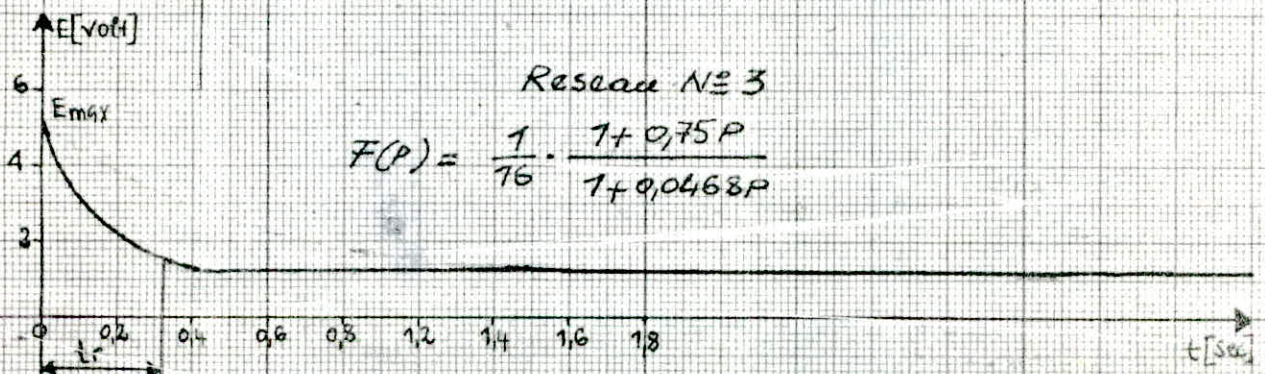 E[volt]
6
Reseau Nº 3
Emax
F(P) = 1/16 · 1+0,75P / 1+0,0468P
4
2
0 0,2 0,4 0,6 0,8 1,2 1,4 1,6 1,8
tr
t[sec]